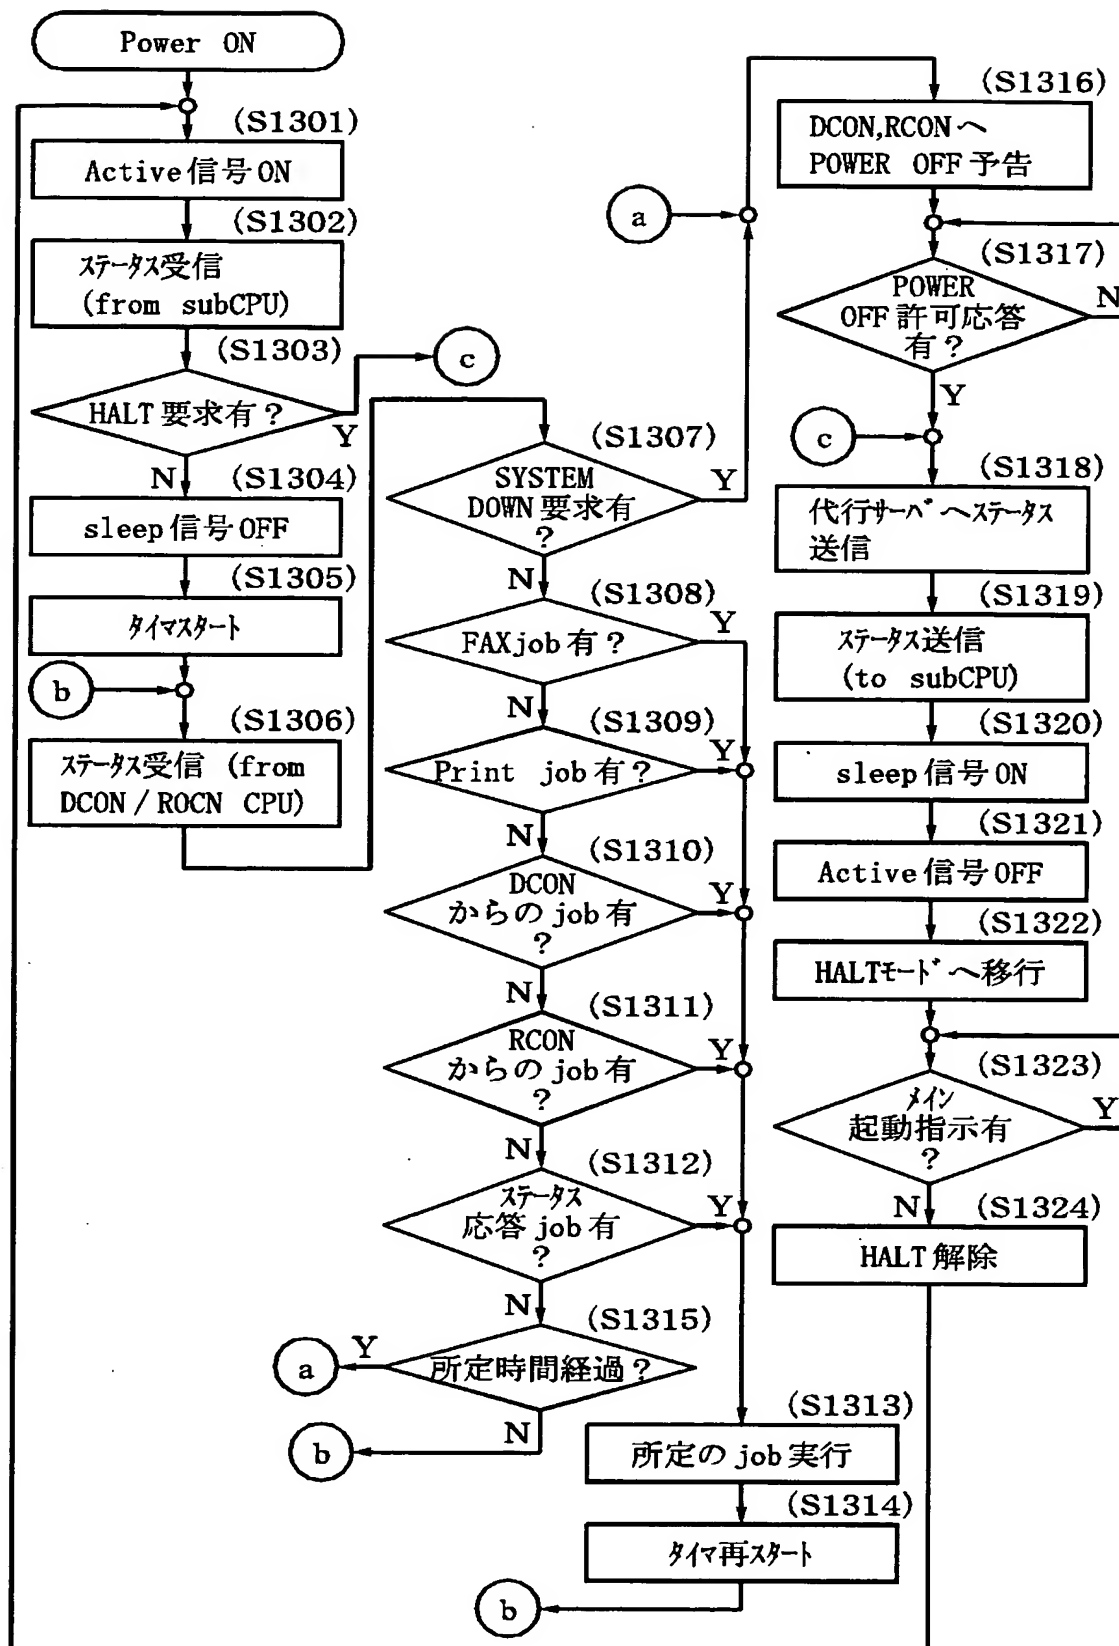 Power ON
(S1301)
Active信号ON
(S1302)
ステータス受信
(from subCPU)
(S1303)
HALT要求有?
Y
c
N
(S1304)
sleep信号OFF
(S1305)
タイマスタート
b
(S1306)
ステータス受信 (from
DCON/ROCN CPU)
(S1307)
SYSTEM
DOWN要求有
?
Y
N
(S1308)
FAXjob有?
Y
N
(S1309)
Print job有?
Y
N
(S1310)
DCON
からのjob有
?
Y
N
(S1311)
RCON
からのjob有
?
Y
N
(S1312)
ステータス
応答job有
?
Y
N
(S1315)
所定時間経過?
Y
a
N
b
(S1313)
所定のjob実行
(S1314)
タイマ再スタート
b
a
(S1316)
DCON,RCONへ
POWER OFF予告
(S1317)
POWER
OFF許可応答
有?
N
Y
c
(S1318)
代行サーバへステータス
送信
(S1319)
ステータス送信
(to subCPU)
(S1320)
sleep信号ON
(S1321)
Active信号OFF
(S1322)
HALTモードへ移行
(S1323)
メイン
起動指示有
?
Y
N
(S1324)
HALT解除